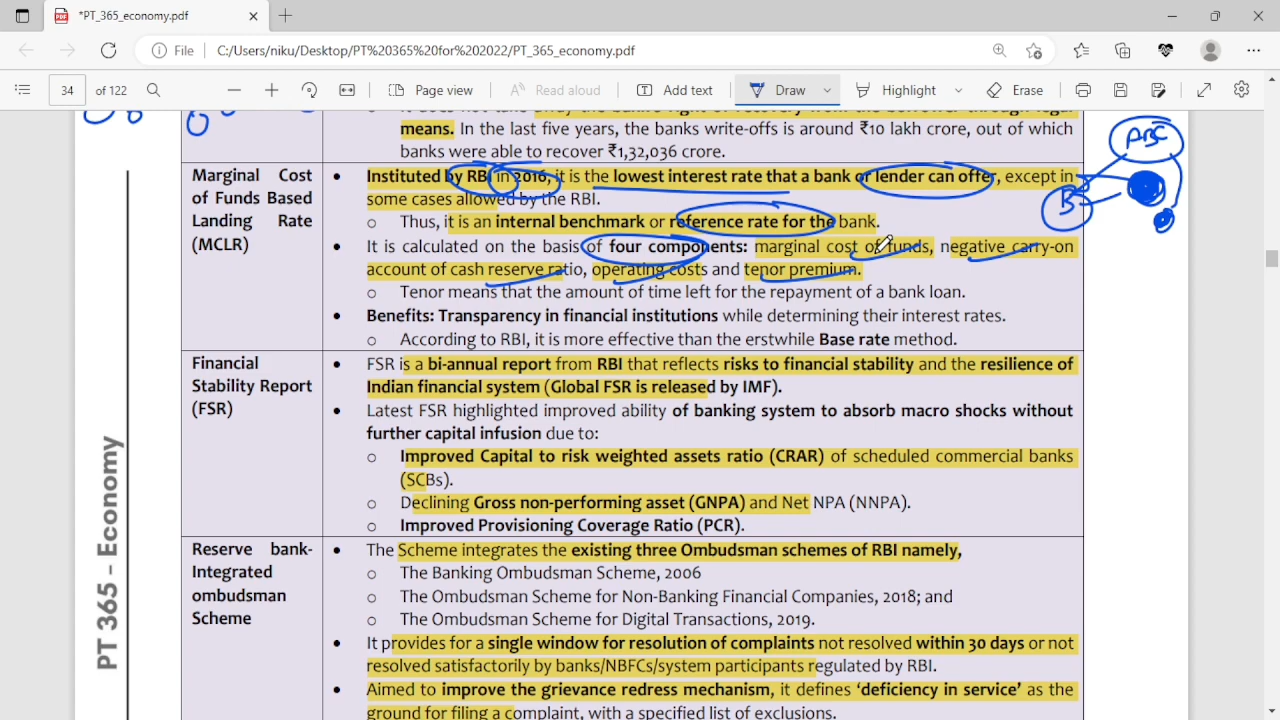 *PT_365_economy.pdf
File
C:/Users/niku/Desktop/PT%20365%20for%202022/PT_365_economy.pdf
34 of 122
Page view
Read aloud
Add text
Draw
Highlight
Erase
means. In the last five years, the banks write-offs is around ₹10 lakh crore, out of which
banks were able to recover ₹1,32,036 crore.
Marginal Cost
of Funds Based
Landing Rate
(MCLR)
• Instituted by RBI in 2016, it is the lowest interest rate that a bank or lender can offer, except in
some cases allowed by the RBI.
o Thus, it is an internal benchmark or reference rate for the bank.
• It is calculated on the basis of four components: marginal cost of funds, negative carry-on
account of cash reserve ratio, operating costs and tenor premium.
o Tenor means that the amount of time left for the repayment of a bank loan.
• Benefits: Transparency in financial institutions while determining their interest rates.
o According to RBI, it is more effective than the erstwhile Base rate method.
ABC
B
Financial
Stability Report
(FSR)
• FSR is a bi-annual report from RBI that reflects risks to financial stability and the resilience of
Indian financial system (Global FSR is released by IMF).
• Latest FSR highlighted improved ability of banking system to absorb macro shocks without
further capital infusion due to:
o Improved Capital to risk weighted assets ratio (CRAR) of scheduled commercial banks
(SCBs).
o Declining Gross non-performing asset (GNPA) and Net NPA (NNPA).
o Improved Provisioning Coverage Ratio (PCR).
Reserve bank-
Integrated
ombudsman
Scheme
• The Scheme integrates the existing three Ombudsman schemes of RBI namely,
o The Banking Ombudsman Scheme, 2006
o The Ombudsman Scheme for Non-Banking Financial Companies, 2018; and
o The Ombudsman Scheme for Digital Transactions, 2019.
• It provides for a single window for resolution of complaints not resolved within 30 days or not
resolved satisfactorily by banks/NBFCs/system participants regulated by RBI.
• Aimed to improve the grievance redress mechanism, it defines 'deficiency in service' as the
ground for filing a complaint, with a specified list of exclusions.
PT 365 - Economy